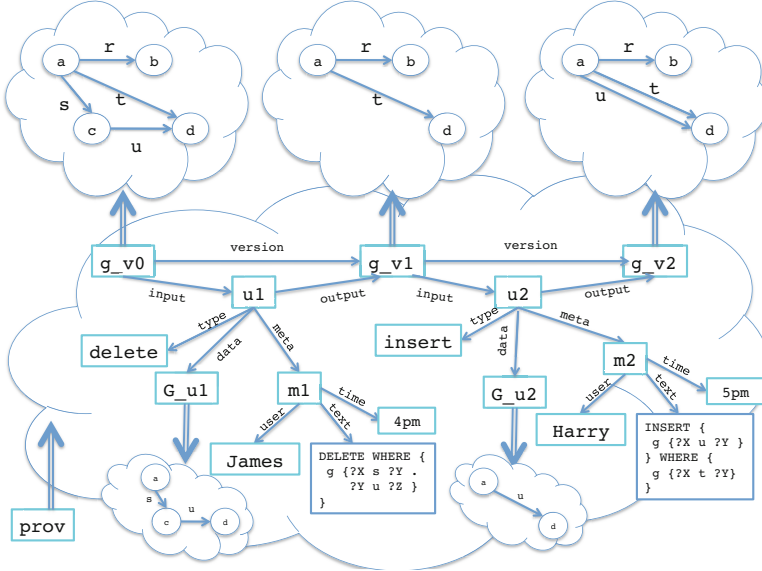 a
r
b
s
t
c
u
d
a
r
b
t
d
a
r
b
t
u
d
g_v0
version
g_v1
version
g_v2
input
u1
output
input
u2
output
type
data
meta
type
data
meta
delete
insert
G_u1
m1
time
4pm
user
text
G_u2
m2
time
5pm
user
text
James
DELETE WHERE {
g {?X s ?Y .
?Y u ?Z }
}
Harry
INSERT {
g {?X u ?Y }
} WHERE {
g {?X t ?Y}
}
a
s
c
u
d
a
u
d
prov